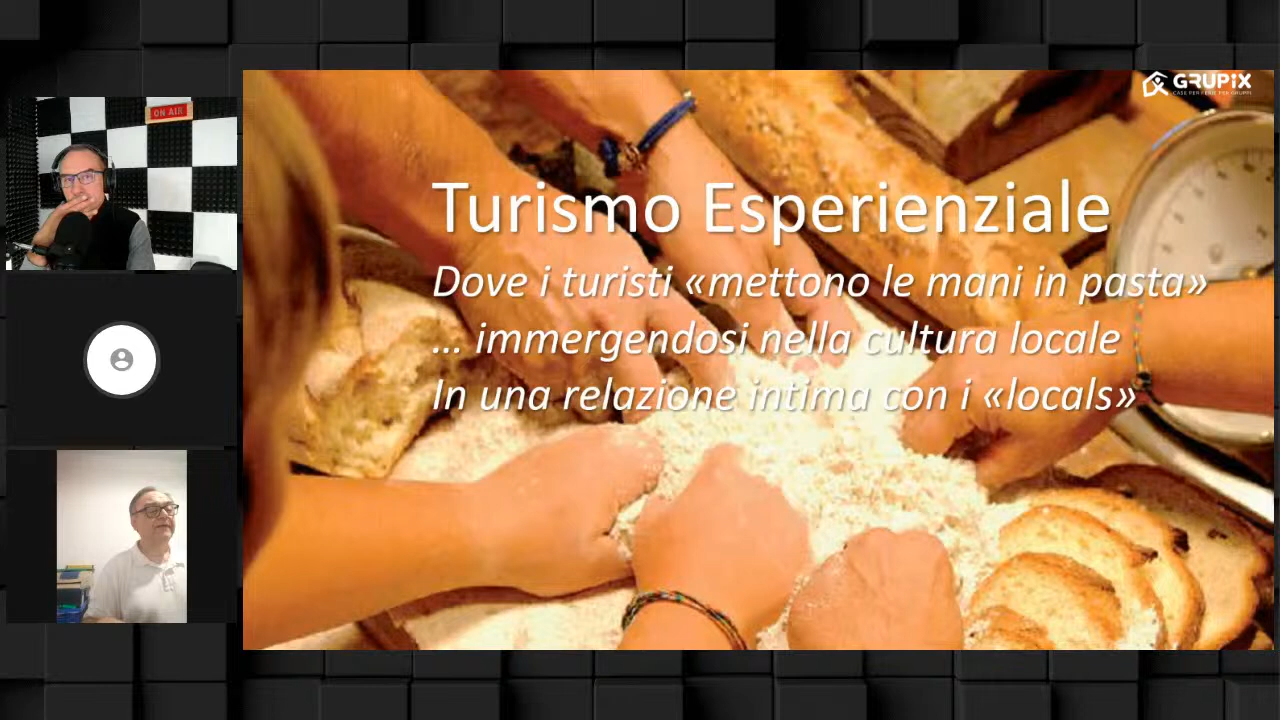 ON AIR
GRUPIX
CASE PER FERIE PER GRUPPI
Turismo Esperienziale
Dove i turisti «mettono le mani in pasta»
... immergendosi nella cultura locale
In una relazione intima con i «locals»